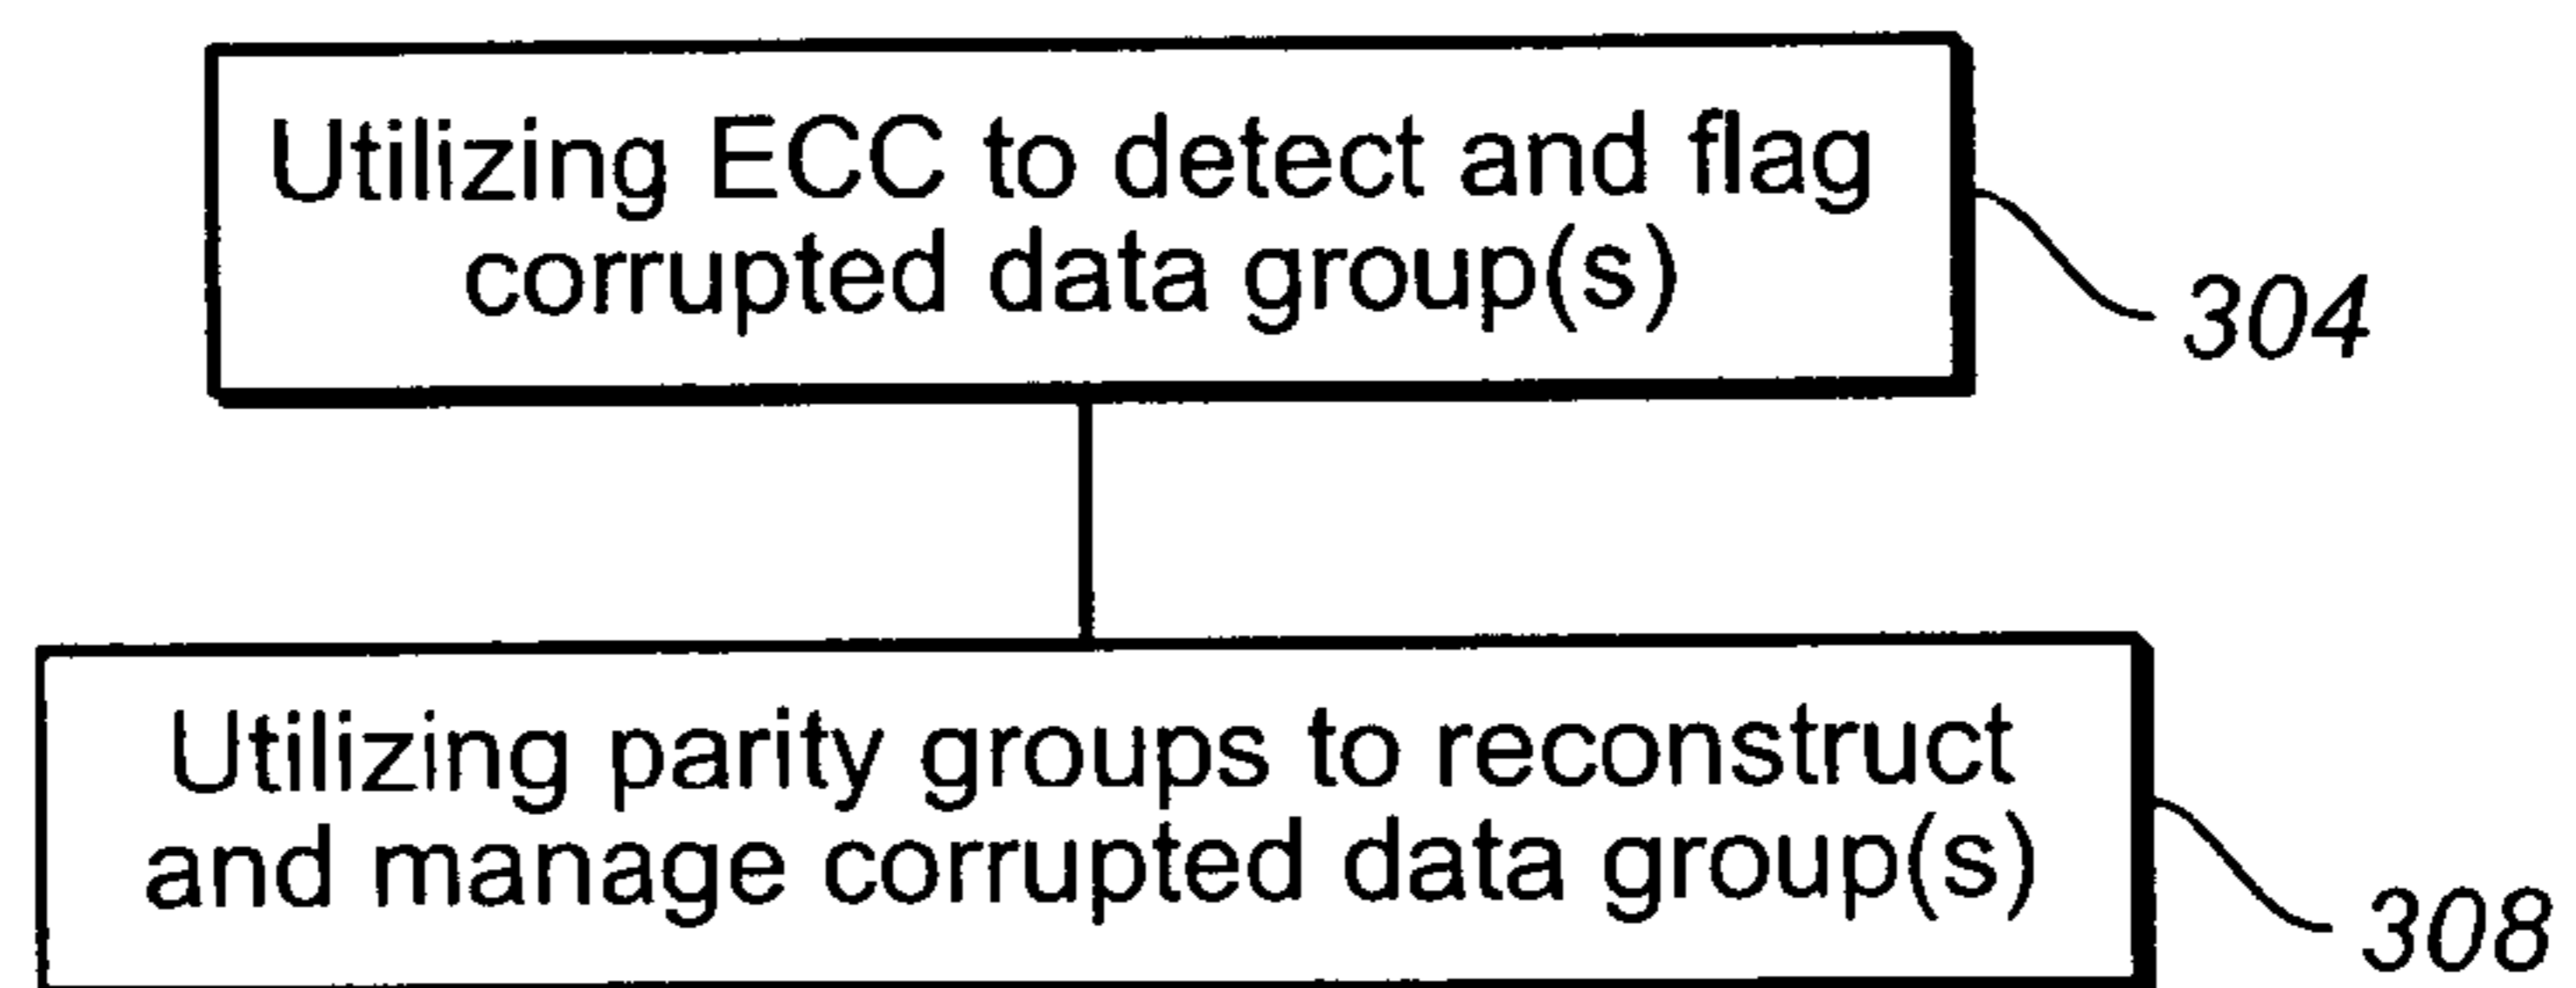 Utilizing ECC to detect and flag
corrupted data group(s)
304
Utilizing parity groups to reconstruct
and manage corrupted data group(s)
308